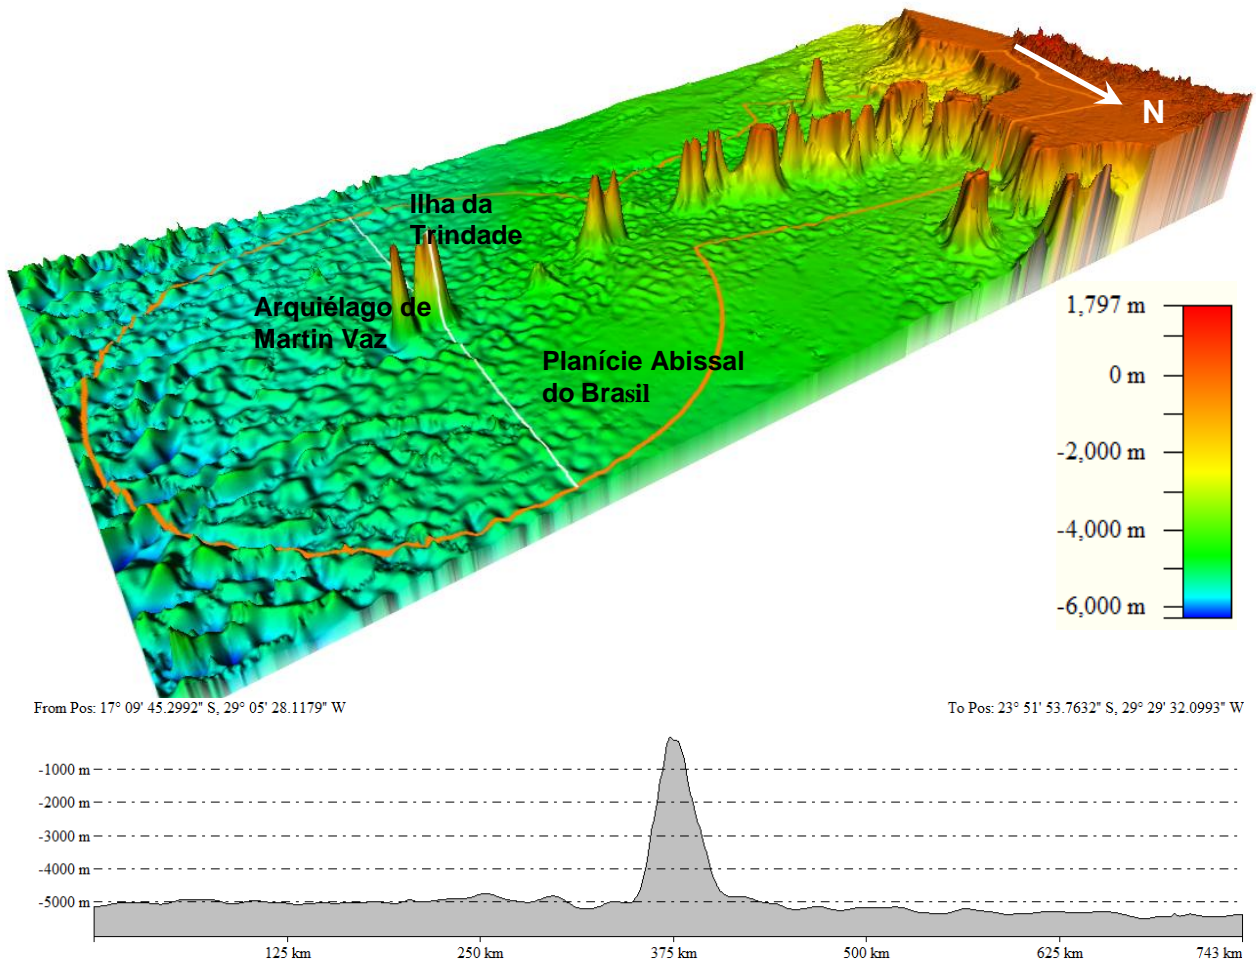 N
Ilha da
Trindade
Arquiélago de
Martin Vaz
Planície Abissal
do Brasil
1,797 m
0 m
-2,000 m
-4,000 m
-6,000 m
From Pos: 17° 09' 45.2992" S, 29° 05' 28.1179" W
To Pos: 23° 51' 53.7632" S, 29° 29' 32.0993" W
-1000 m
-2000 m
-3000 m
-4000 m
-5000 m
125 km
250 km
375 km
500 km
625 km
743 km